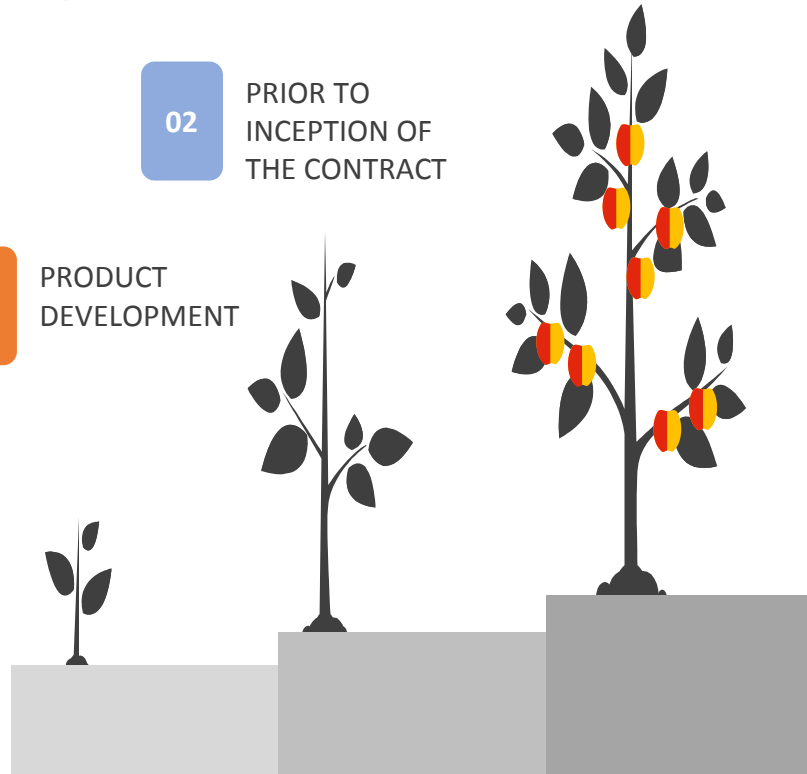 02
PRIOR TO
INCEPTION OF
THE CONTRACT
PRODUCT
DEVELOPMENT